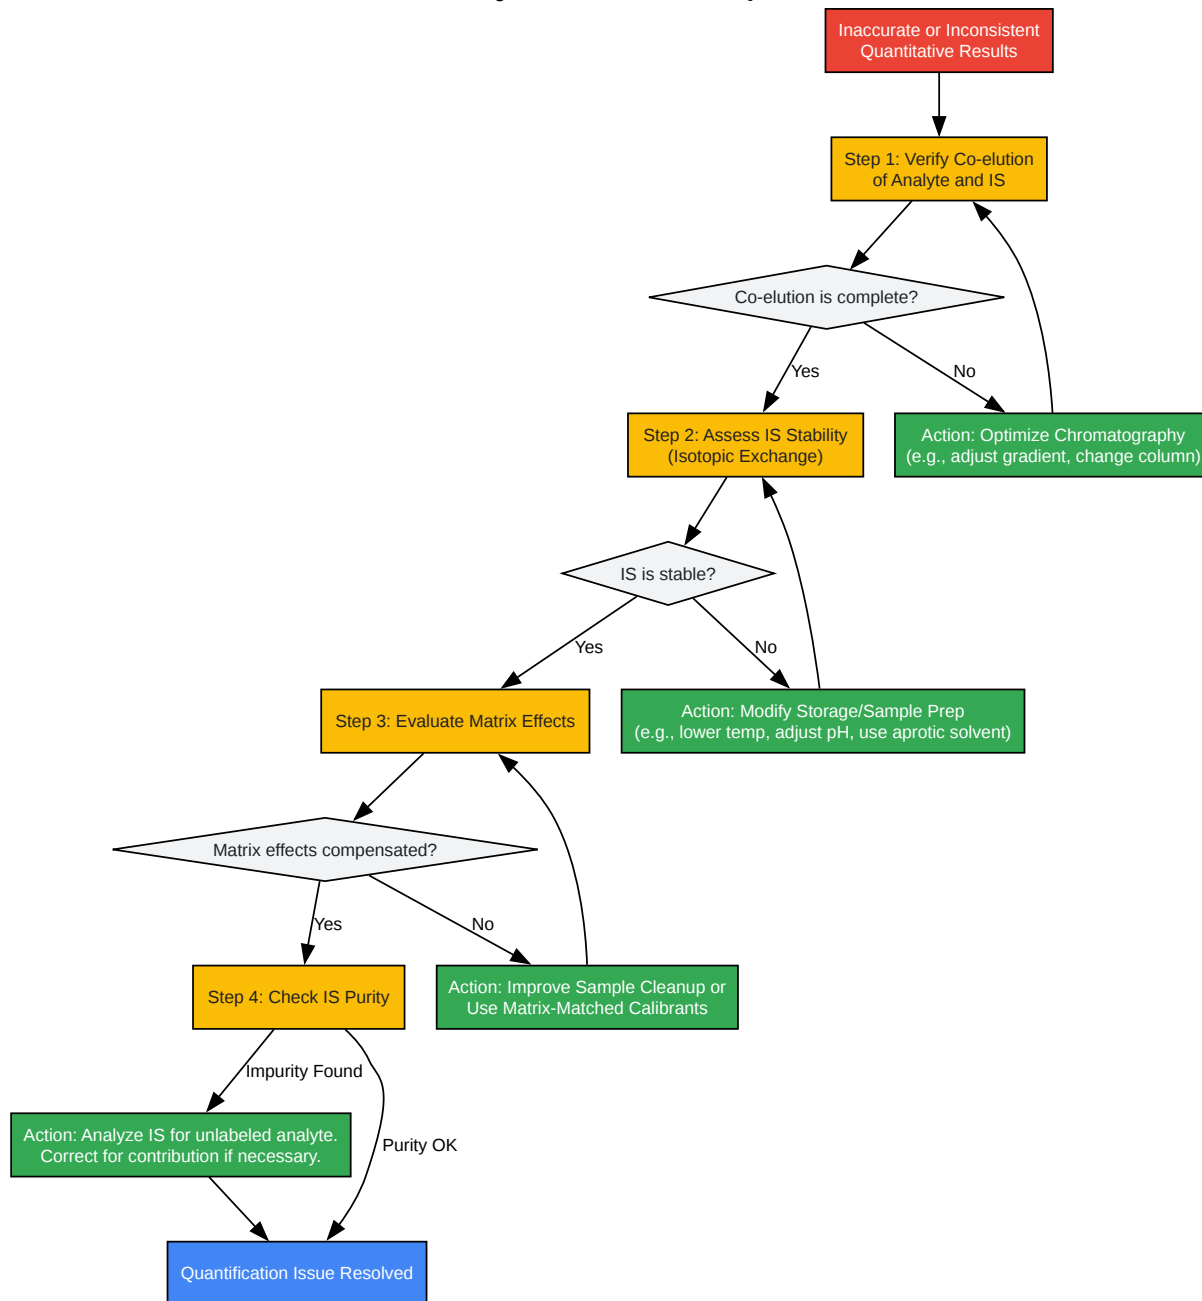 Inaccurate or Inconsistent
Quantitative Results
Step 1: Verify Co-elution
of Analyte and IS
Co-elution is complete?
Yes
No
Step 2: Assess IS Stability
(Isotopic Exchange)
Action: Optimize Chromatography
(e.g., adjust gradient, change column)
IS is stable?
Yes
No
Step 3: Evaluate Matrix Effects
Action: Modify Storage/Sample Prep
(e.g., lower temp, adjust pH, use aprotic solvent)
Matrix effects compensated?
Yes
No
Step 4: Check IS Purity
Action: Improve Sample Cleanup or
Use Matrix-Matched Calibrants
Impurity Found
Purity OK
Action: Analyze IS for unlabeled analyte.
Correct for contribution if necessary.
Quantification Issue Resolved